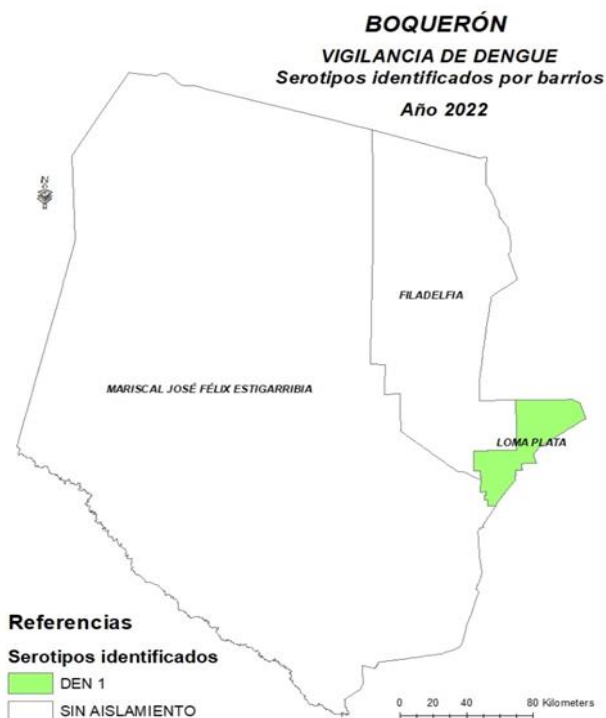 BOQUERÓN
VIGILANCIA DE DENGUE
Serotipos identificados por barrios
Año 2022
N
FILADELFIA
MARISCAL JOSÉ FÉLIX ESTIGARRIBIA
LOMA PLATA
Referencias
Serotipos identificados
DEN 1
SIN AISLAMIENTO
0 20 40 80 Kilometers